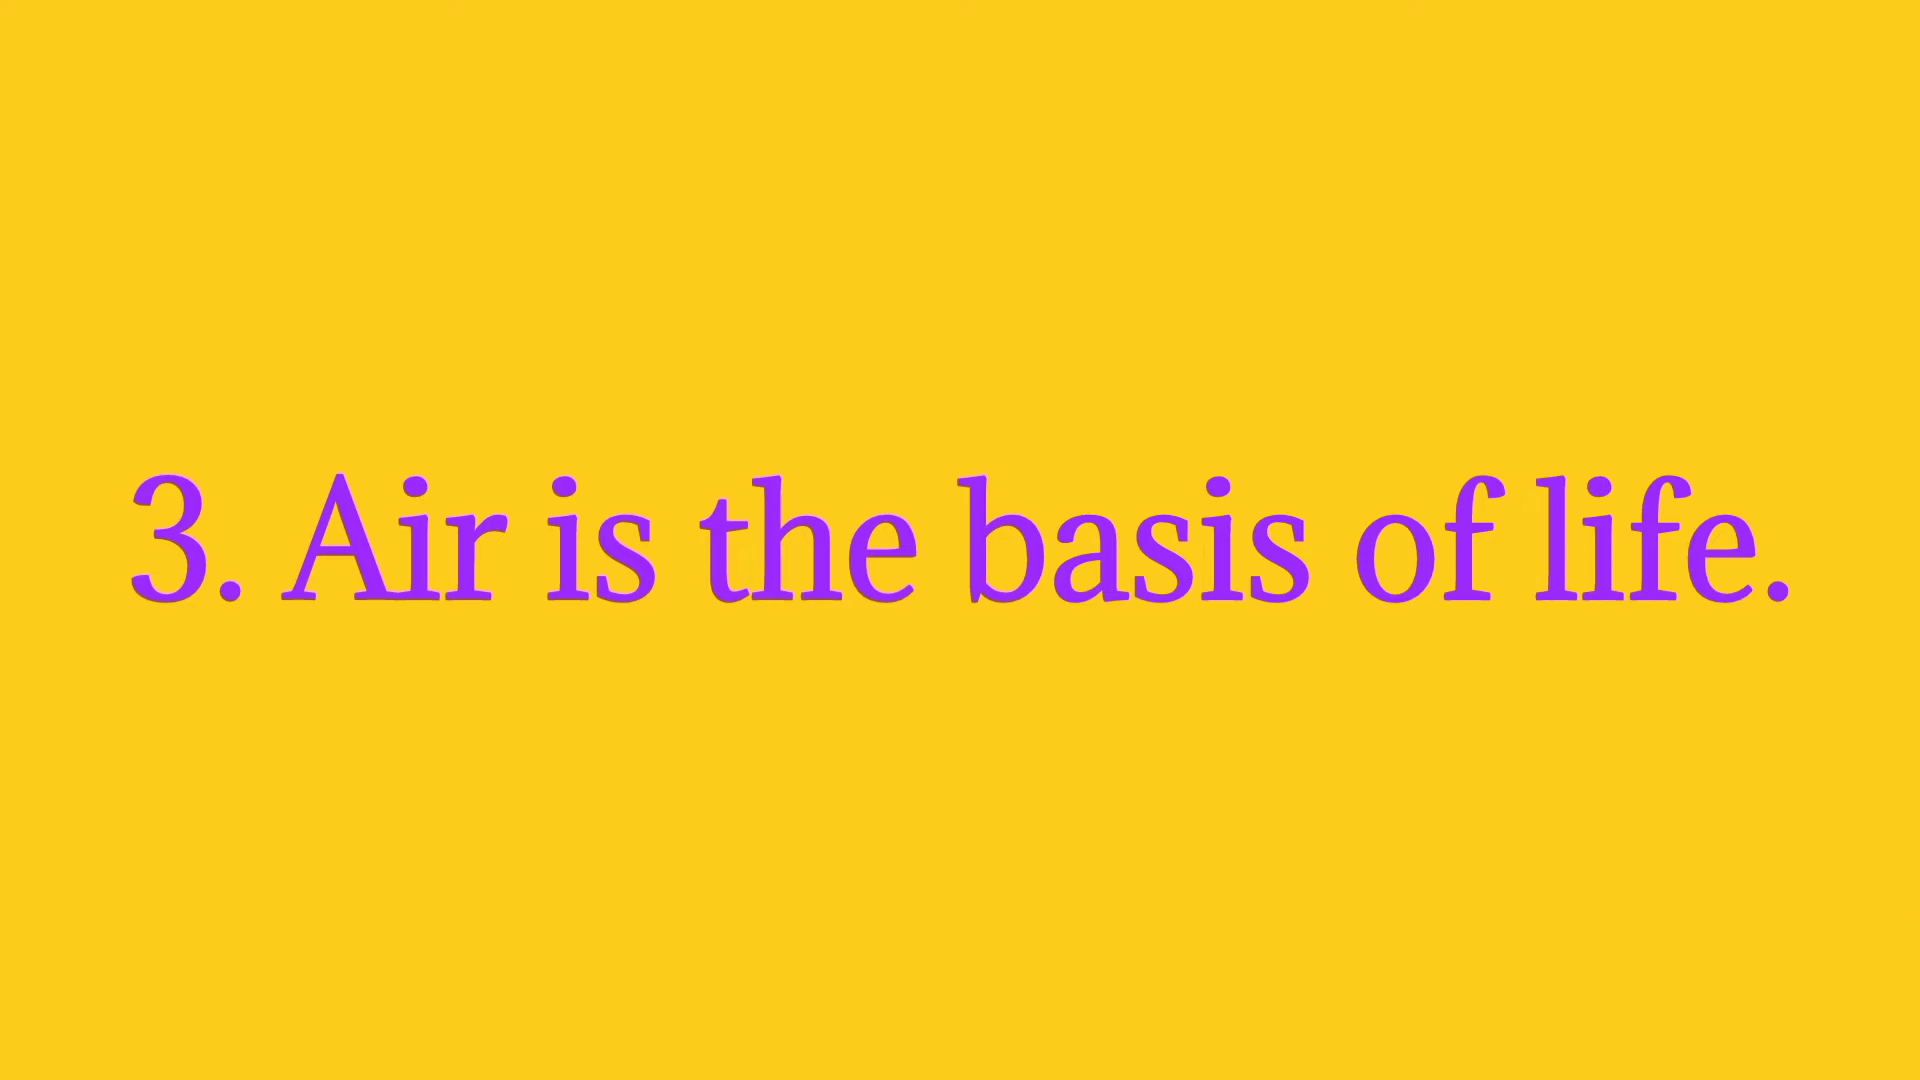 3. Air is the basis of life.